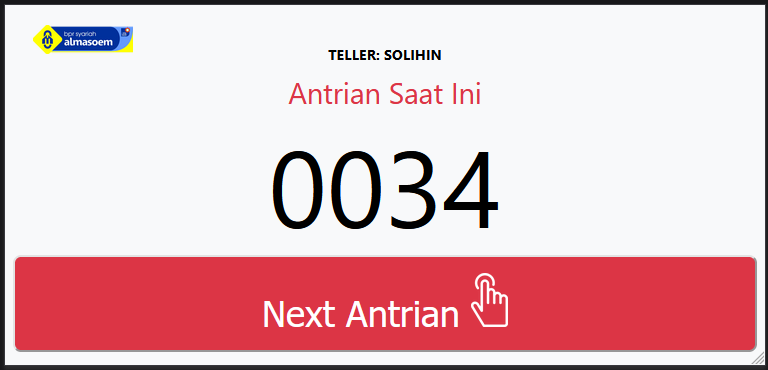 bpr syariah
almasoem
TELLER: SOLIHIN
Antrian Saat Ini
0034
Next Antrian